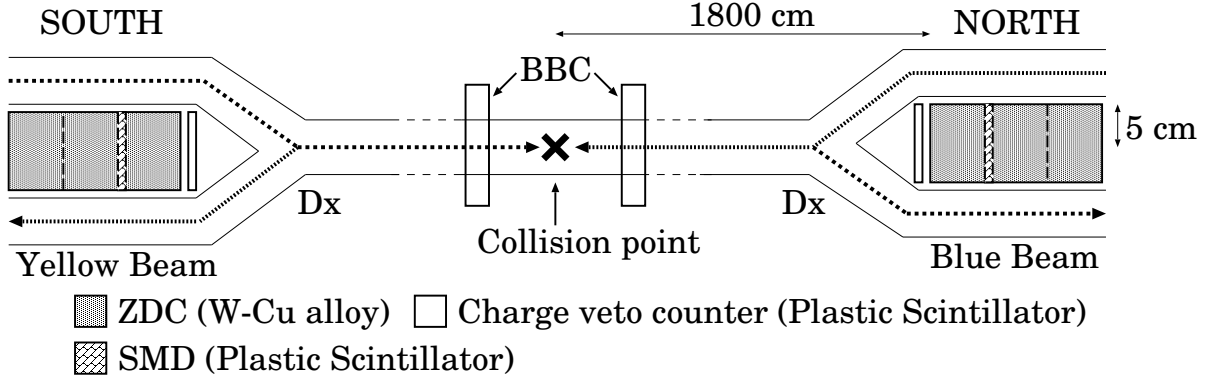 SOUTH
1800 cm
NORTH
BBC
5 cm
Dx
Dx
Collision point
Yellow Beam
Blue Beam
ZDC (W-Cu alloy)
Charge veto counter (Plastic Scintillator)
SMD (Plastic Scintillator)